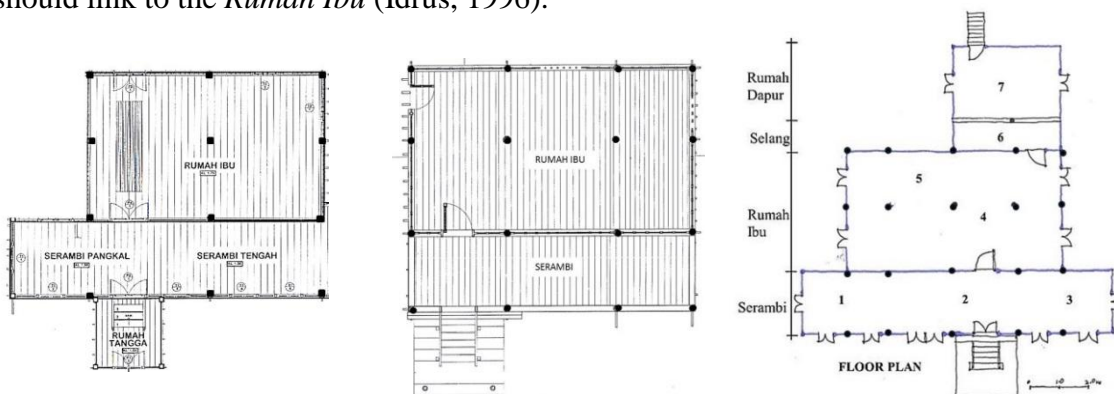 should link to the Rumah Ibu (Idrus, 1996).
RUMAH IBU
SERAMBI PANGKAL
SERAMBI TENGAH
RUMAH
TANGGA
RUMAH IBU
SERAMBI
Rumah
Dapur
Selang
Rumah
Ibu
Serambi
7
6
5
4
1
2
3
FLOOR PLAN